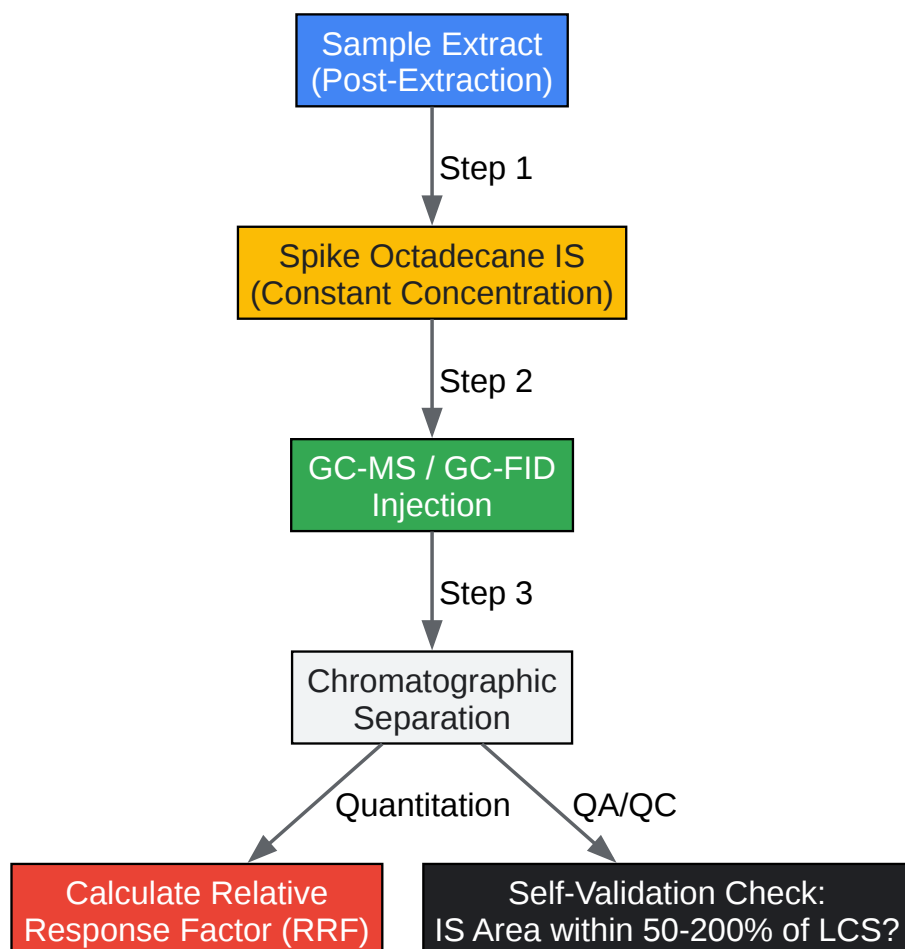 Sample Extract
(Post-Extraction)
Step 1
Spike Octadecane IS
(Constant Concentration)
Step 2
GC-MS / GC-FID
Injection
Step 3
Chromatographic
Separation
Quantitation
QA/QC
Calculate Relative
Response Factor (RRF)
Self-Validation Check:
IS Area within 50-200% of LCS?